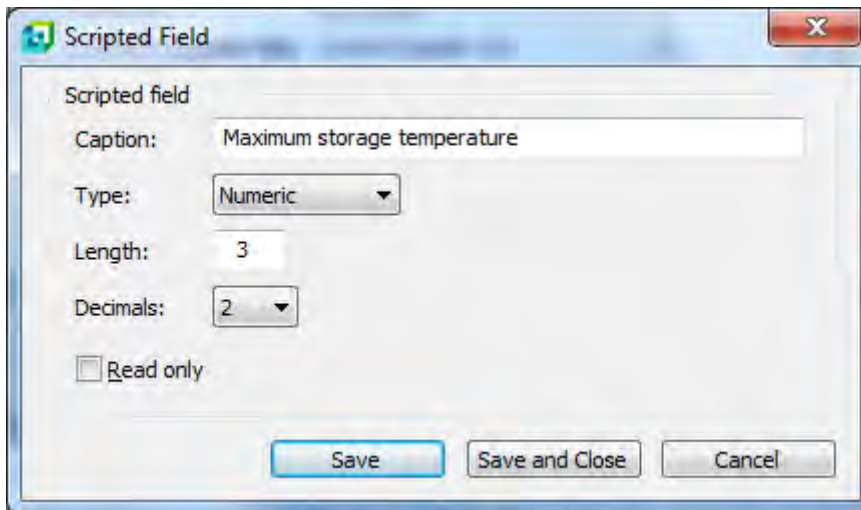 Scripted Field
Scripted field
Caption: Maximum storage temperature
Type: Numeric
Length: 3
Decimals: 2
Read only
Save Save and Close Cancel